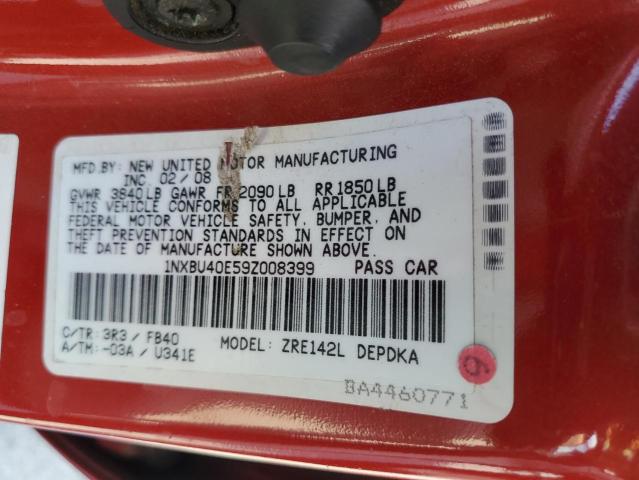 MFD.BY: NEW UNITED MOTOR MANUFACTURING
INC. 02/08
GVWR 3840LB GAWR FR 2090LB RR1850LB
THIS VEHICLE CONFORMS TO ALL APPLICABLE
FEDERAL MOTOR VEHICLE SAFETY, BUMPER, AND
THEFT PREVENTION STANDARDS IN EFFECT ON
THE DATE OF MANUFACTURE SHOWN ABOVE.
1NXBU40E59Z008399 PASS CAR
C/TR: 3R3 / FB40
A/TM: -03A / U341E MODEL: ZRE142L DEPDKA
BA4460771